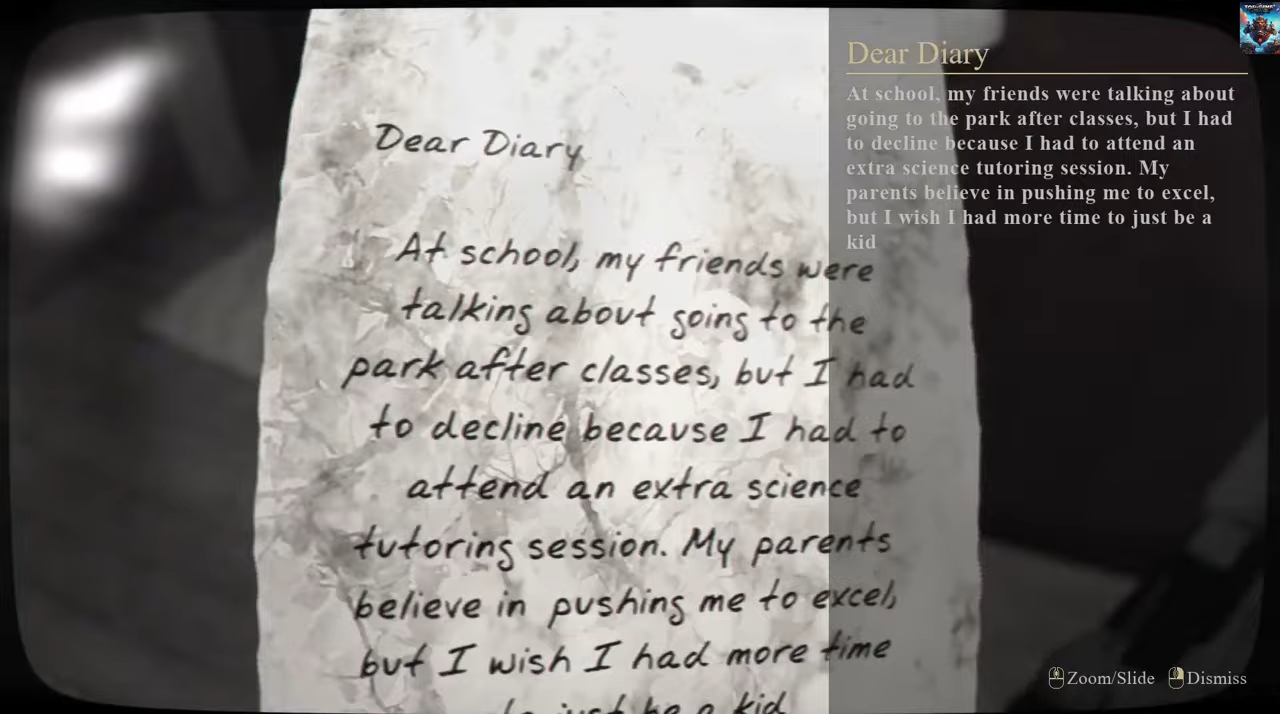 Dear Diary
At school, my friends were
talking about going to the
park after classes, but I had
to decline because I had to
attend an extra science
tutoring session. My parents
believe in pushing me to excel,
but I wish I had more time
to just be a kid
Dear Diary
At school, my friends were talking about
going to the park after classes, but I had
to decline because I had to attend an
extra science tutoring session. My
parents believe in pushing me to excel,
but I wish I had more time to just be a
kid
Zoom/Slide
Dismiss